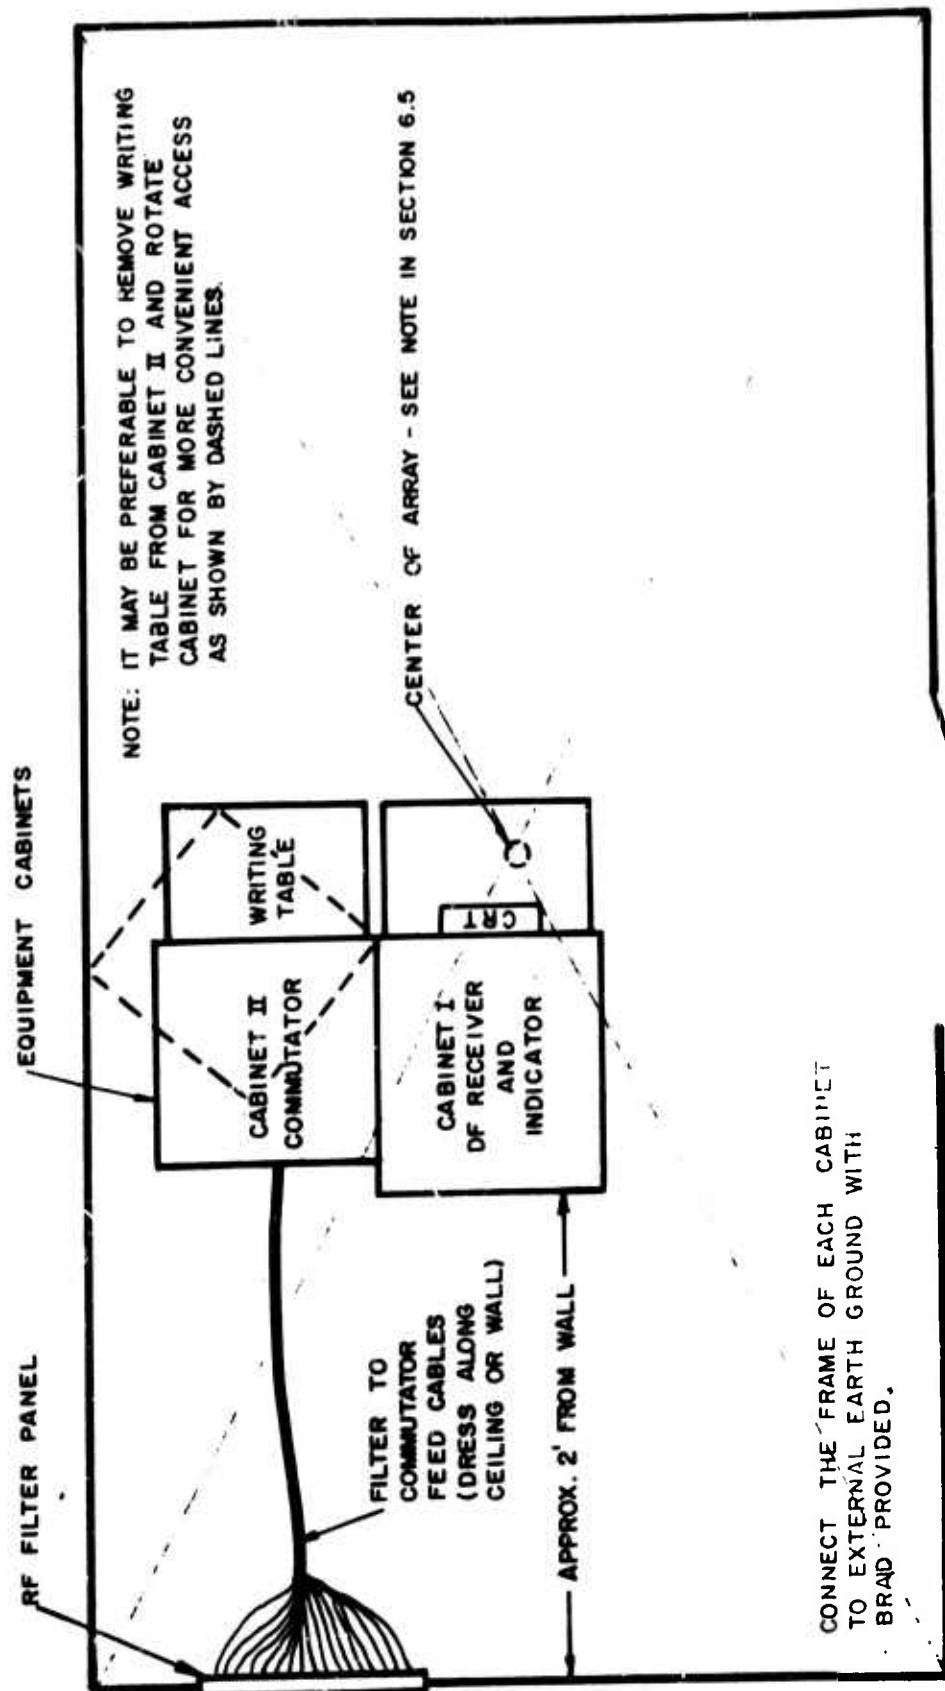 RF FILTER PANEL
EQUIPMENT CABINETS
NOTE: IT MAY BE PREFERABLE TO REMOVE WRITING
TABLE FROM CABINET II AND ROTATE
CABINET FOR MORE CONVENIENT ACCESS
AS SHOWN BY DASHED LINES.
WRITING
TABLE
CABINET II
COMMUTATOR
CRT
CABINET I
DF RECEIVER
AND
INDICATOR
CENTER OF ARRAY - SEE NOTE IN SECTION 6.5
FILTER TO
COMMUTATOR
FEED CABLES
(DRESS ALONG
CEILING OR WALL)
APPROX. 2' FROM WALL
CONNECT THE FRAME OF EACH CABINET
TO EXTERNAL EARTH GROUND WITH
BRAID PROVIDED.